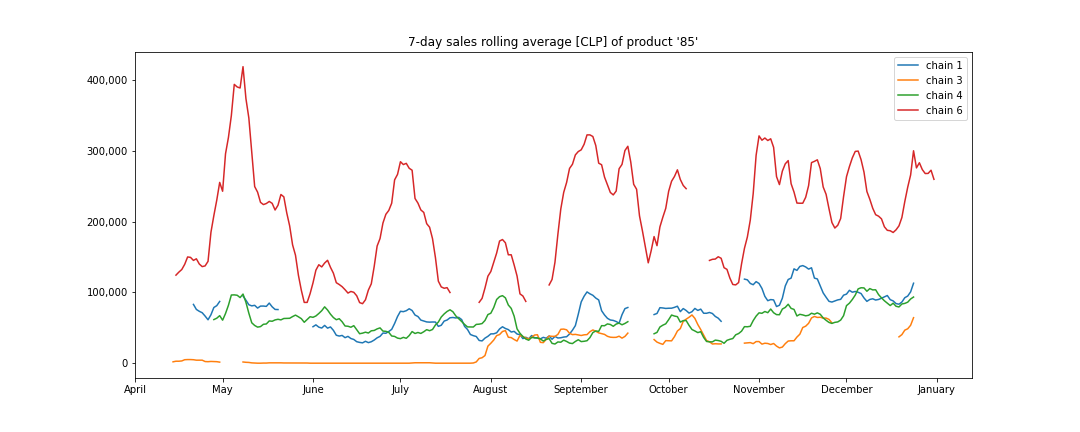 7-day sales rolling average [CLP] of product '85'
400,000
300,000
200,000
100,000
0
chain 1
chain 3
chain 4
chain 6
April May June July August September October November December January